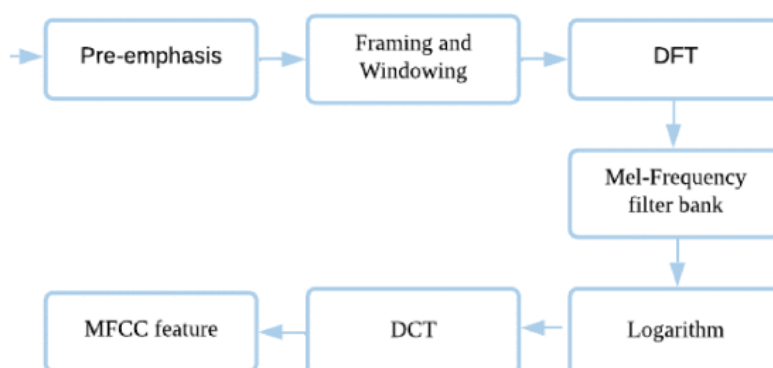 Pre-emphasis
Framing and
Windowing
DFT
Mel-Frequency
filter bank
Logarithm
DCT
MFCC feature